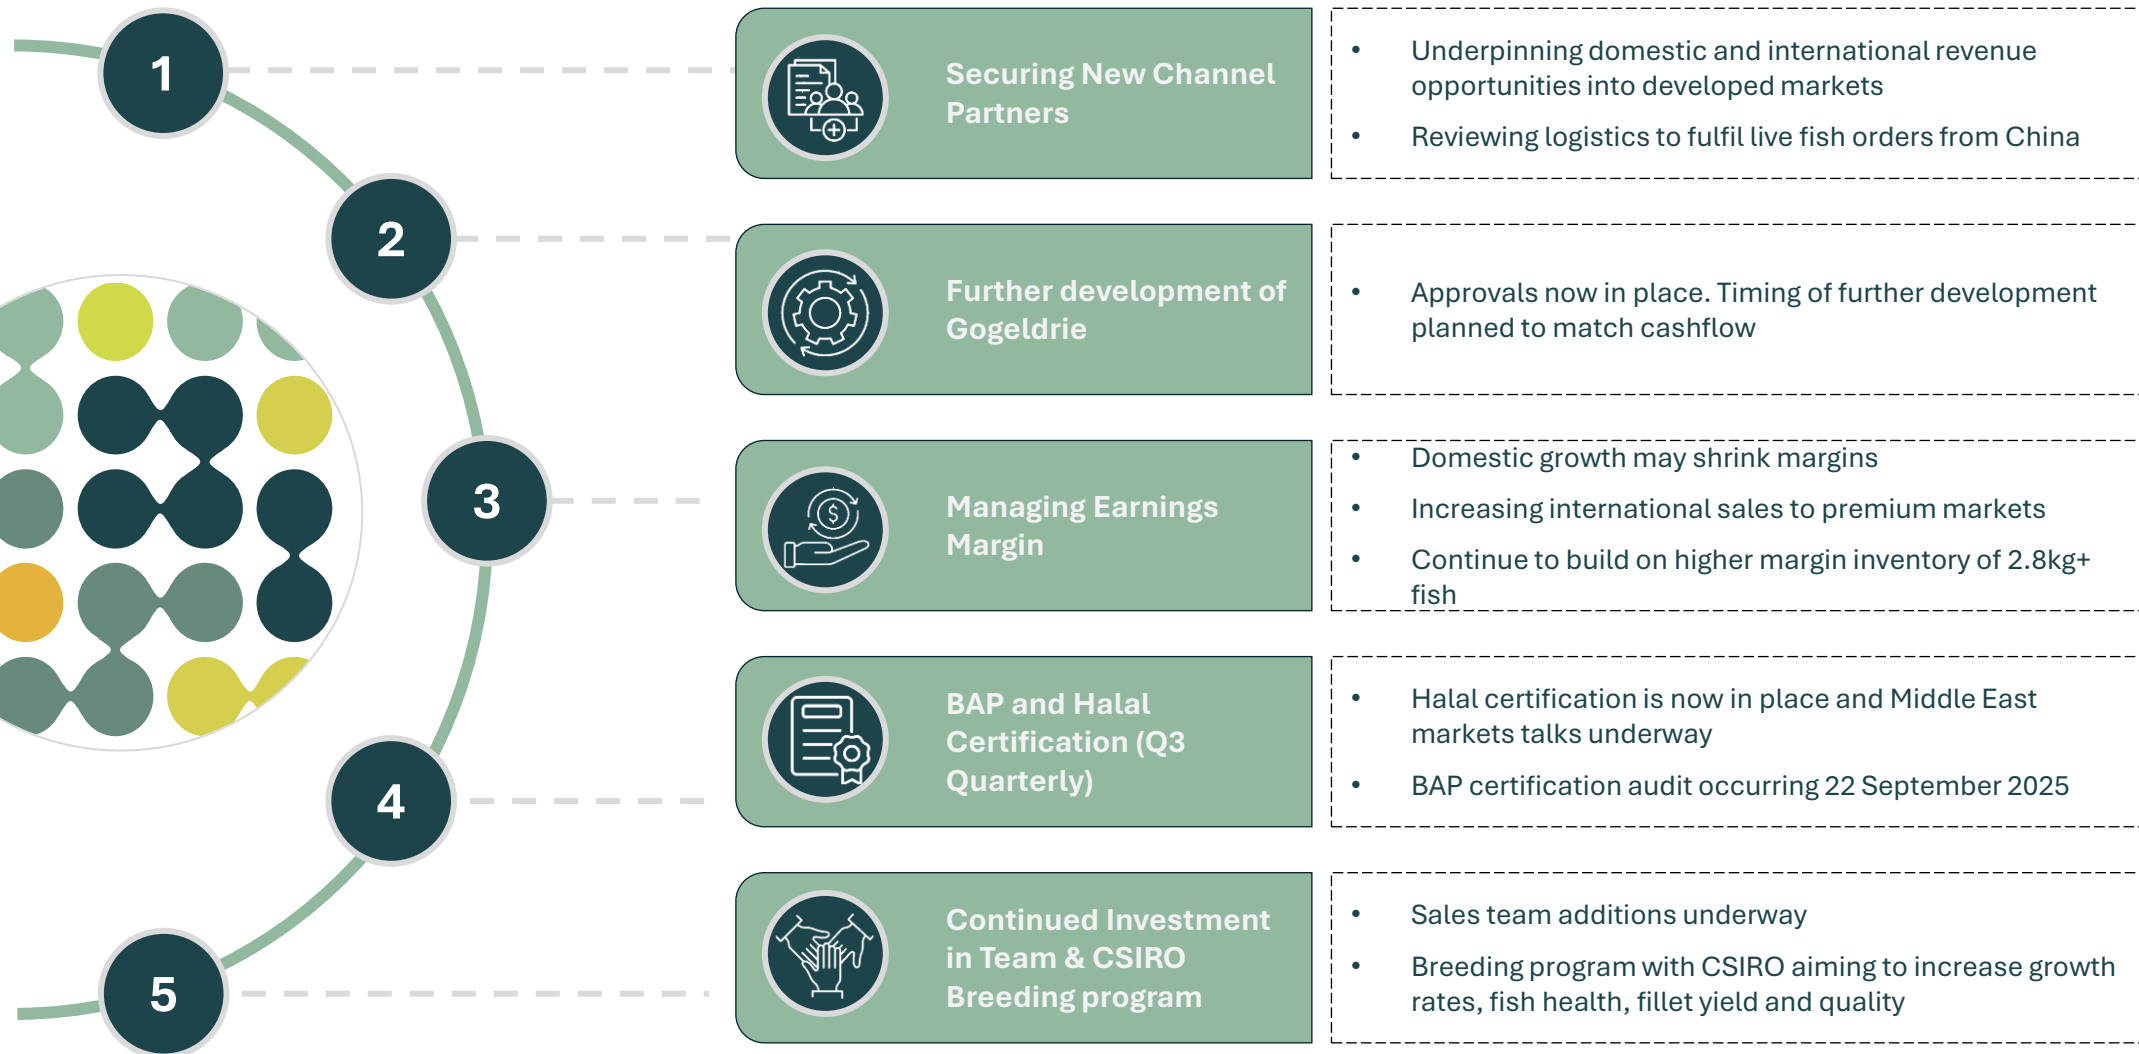 1
Securing New Channel
Partners
• Underpinning domestic and international revenue
opportunities into developed markets
• Reviewing logistics to fulfil live fish orders from China
2
Further development of
Gogeldrie
• Approvals now in place. Timing of further development
planned to match cashflow
3
Managing Earnings
Margin
• Domestic growth may shrink margins
• Increasing international sales to premium markets
• Continue to build on higher margin inventory of 2.8kg+
fish
4
BAP and Halal
Certification (Q3
Quarterly)
• Halal certification is now in place and Middle East
markets talks underway
• BAP certification audit occurring 22 September 2025
5
Continued Investment
in Team & CSIRO
Breeding program
• Sales team additions underway
• Breeding program with CSIRO aiming to increase growth
rates, fish health, fillet yield and quality